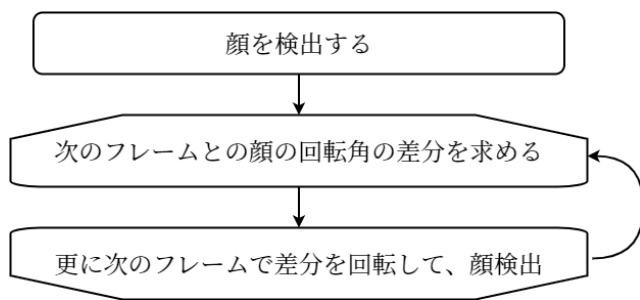 顔を検出する
次のフレームとの顔の回転角の差分を求める
更に次のフレームで差分を回転して、顔検出